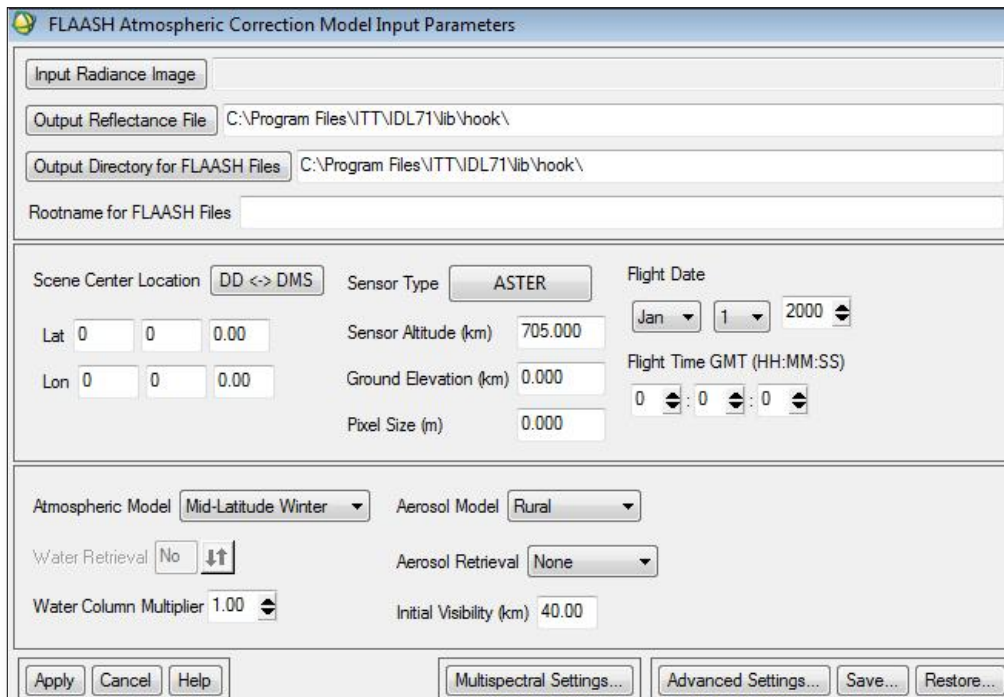 FLAASH Atmospheric Correction Model Input Parameters
Input Radiance Image
Output Reflectance File C:\Program Files\ITT\IDL71\lib\hook\
Output Directory for FLAASH Files C:\Program Files\ITT\IDL71\lib\hook\
Rootname for FLAASH Files
Scene Center Location DD <-> DMS
Lat 0 0 0.00
Lon 0 0 0.00
Sensor Type ASTER
Sensor Altitude (km) 705.000
Ground Elevation (km) 0.000
Pixel Size (m) 0.000
Flight Date
Jan 1 2000
Flight Time GMT (HH:MM:SS)
0 : 0 : 0
Atmospheric Model Mid-Latitude Winter
Water Retrieval No
Water Column Multiplier 1.00
Aerosol Model Rural
Aerosol Retrieval None
Initial Visibility (km) 40.00
Apply Cancel Help Multispectral Settings... Advanced Settings... Save... Restore...